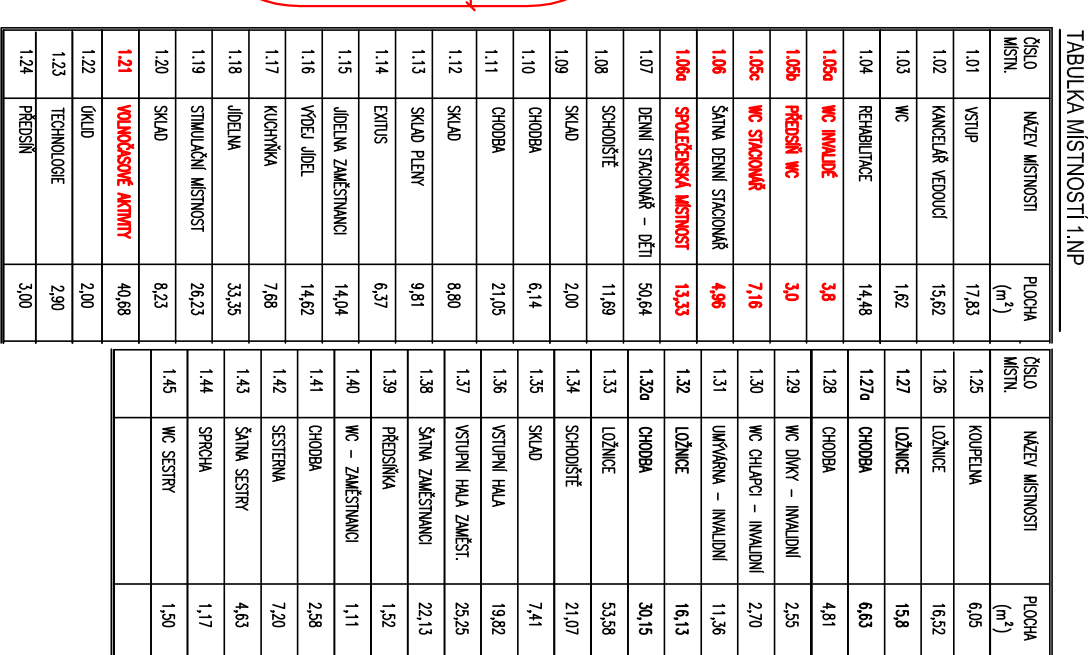 TABULKA MÍSTNOSTÍ 1.NP
ČÍSLO MÍSTN. NÁZEV MÍSTNOSTI PLOCHA (m²)
1.01 VSTUP 17,83
1.02 KANCELÁŘ VEDOUCÍ 15,62
1.03 WC 1,62
1.04 REHABILITACE 14,48
1.05a WC INVALIDÉ 3,8
1.05b PŘEDSÍŇ WC 3,0
1.05c WC STACIONÁŘ 7,16
1.06 ŠATNA DENNÍ STACIONÁŘ 4,96
1.06a SPOLEČENSKÁ MÍSTNOST 13,33
1.07 DENNÍ STACIONÁŘ - DĚTI 50,64
1.08 SCHODIŠTĚ 11,69
1.09 SKLAD 2,00
1.10 CHODBA 6,14
1.11 CHODBA 21,05
1.12 SKLAD 8,80
1.13 SKLAD PLENY 9,81
1.14 EXITUS 6,37
1.15 JÍDELNA ZAMĚSTNANCI 14,04
1.16 VÝDEJ JÍDEL 14,62
1.17 KUCHYŇKA 7,68
1.18 JÍDELNA 33,35
1.19 STIMULAČNÍ MÍSTNOST 26,23
1.20 SKLAD 8,23
1.21 VOLNOČASOVÉ AKTIVITY 40,68
1.22 ÚKLID 2,00
1.23 TECHNOLOGIE 2,90
1.24 PŘEDSÍŇ 3,00
ČÍSLO MÍSTN. NÁZEV MÍSTNOSTI PLOCHA (m²)
1.25 KOUPELNA 6,05
1.26 LOŽNICE 16,52
1.27 LOŽNICE 15,8
1.27a CHODBA 6,63
1.28 CHODBA 4,81
1.29 WC DÍVKY - INVALIDNÍ 2,55
1.30 WC CHLAPCI - INVALIDNÍ 2,70
1.31 UMÝVÁRNA - INVALIDNÍ 11,36
1.32 LOŽNICE 16,13
1.32a CHODBA 30,15
1.33 LOŽNICE 53,58
1.34 SCHODIŠTĚ 21,07
1.35 SKLAD 7,41
1.36 VSTUPNÍ HALA 19,82
1.37 VSTUPNÍ HALA ZAMĚST. 25,25
1.38 ŠATNA ZAMĚSTNANCI 22,13
1.39 PŘEDSÍŇKA 1,52
1.40 WC - ZAMĚSTNANCI 1,11
1.41 CHODBA 2,58
1.42 SESTERNA 7,20
1.43 ŠATNA SESTRY 4,63
1.44 SPRCHA 1,17
1.45 WC SESTRY 1,50